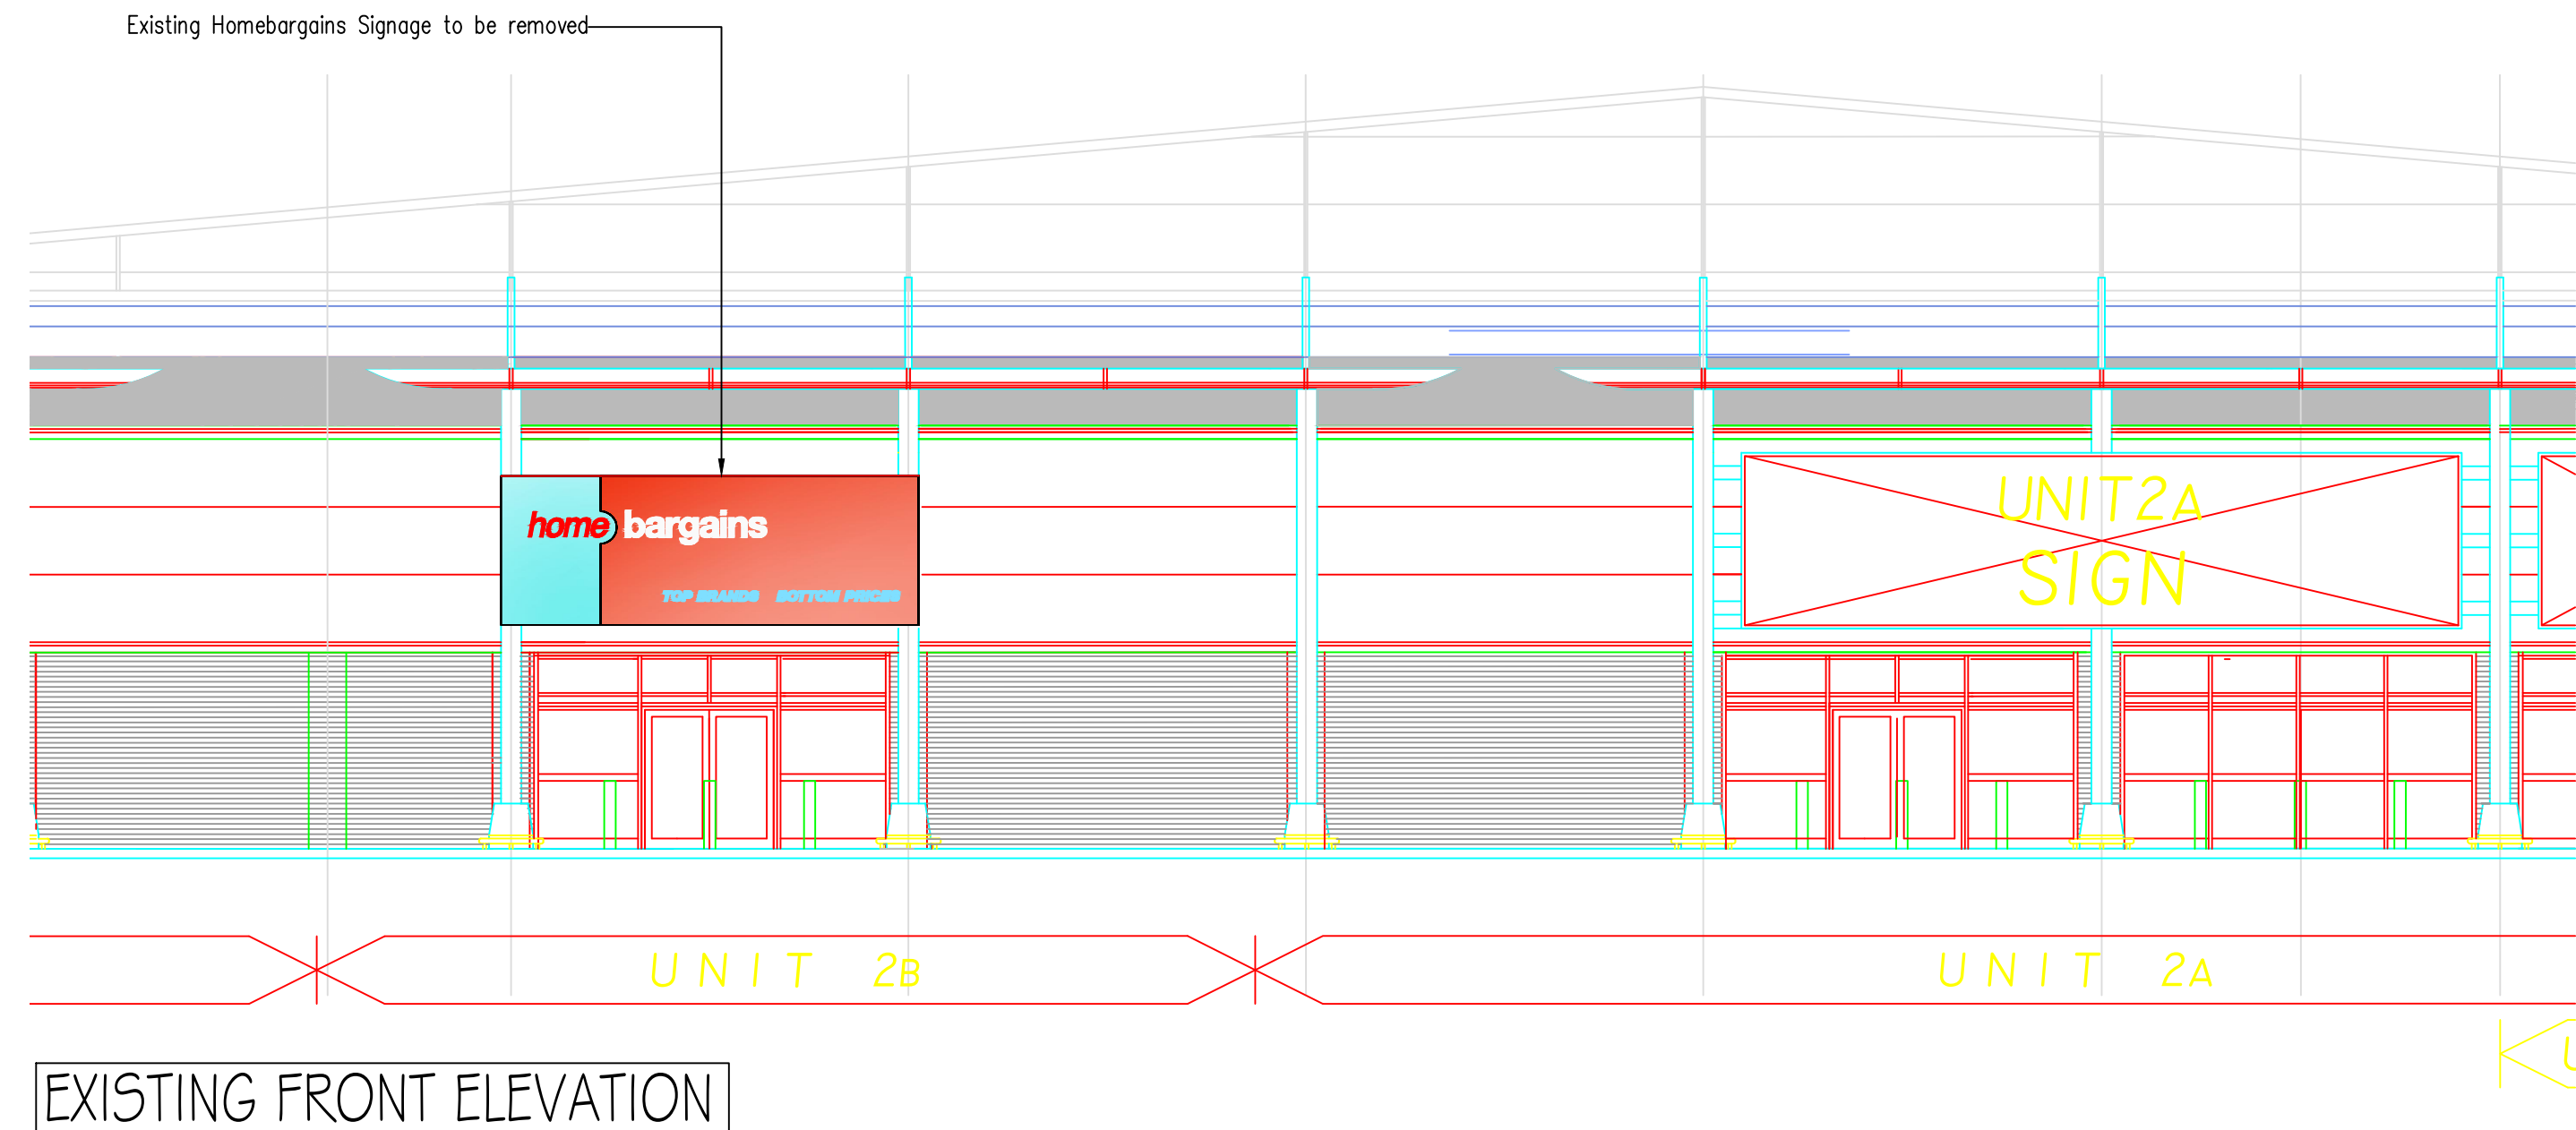 Existing Homebargains Signage to be removed
home bargains
TOP BRANDS BOTTOM PRICES
UNIT2A
SIGN
UNIT 2B
UNIT 2A
EXISTING FRONT ELEVATION